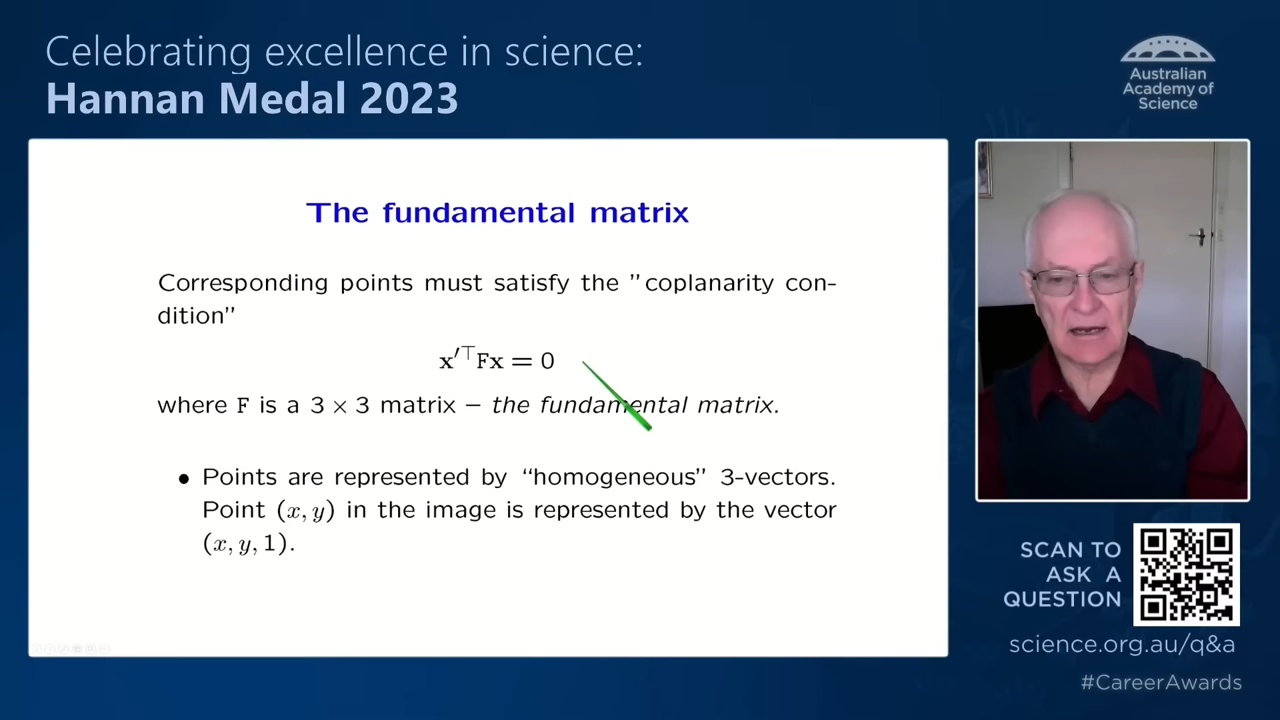 Celebrating excellence in science:
Hannan Medal 2023
Australian
Academy of
Science
The fundamental matrix
Corresponding points must satisfy the "coplanarity con-
dition"
x′⊤Fx = 0
where F is a 3 × 3 matrix – the fundamental matrix.
• Points are represented by “homogeneous” 3-vectors.
Point (x, y) in the image is represented by the vector
(x, y, 1).
SCAN TO
ASK A
QUESTION
science.org.au/q&a
#CareerAwards